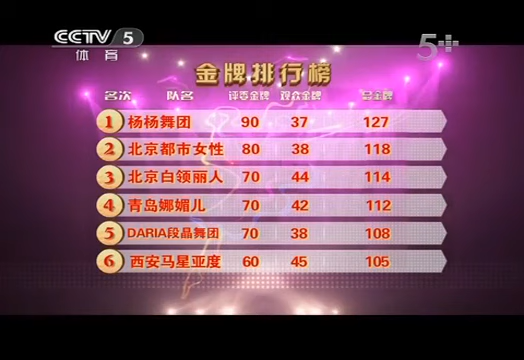 CCTV 5
体育
5+
金牌排行榜
名次 队名 评委金牌 观众金牌 总金牌
1 杨杨舞团 90 37 127
2 北京都市女性 80 38 118
3 北京白领丽人 70 44 114
4 青岛娜媚儿 70 42 112
5 DARIA段晶舞团 70 38 108
6 西安马星亚度 60 45 105